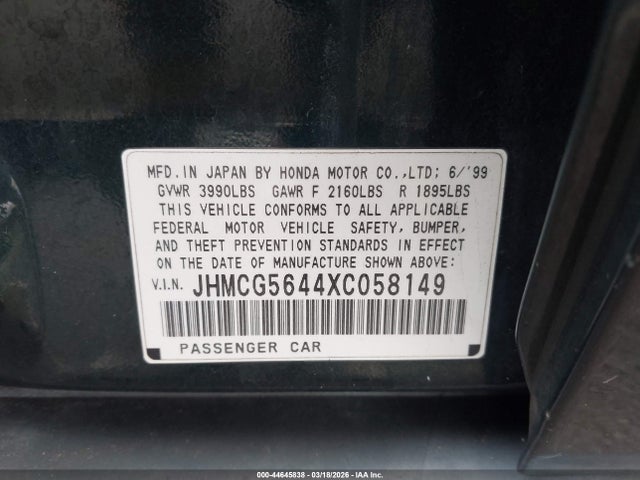 MFD. IN JAPAN BY HONDA MOTOR CO.,LTD; 6/'99
GVWR 3990LBS GAWR F 2160LBS R 1895LBS
THIS VEHICLE CONFORMS TO ALL APPLICABLE
FEDERAL MOTOR VEHICLE SAFETY, BUMPER,
AND THEFT PREVENTION STANDARDS IN EFFECT
ON THE DATE OF MANUFACTURE SHOWN ABOVE:
V.I.N. JHMCG5644XC058149
PASSENGER CAR
000-44645838 - 03/18/2026 - IAA Inc.